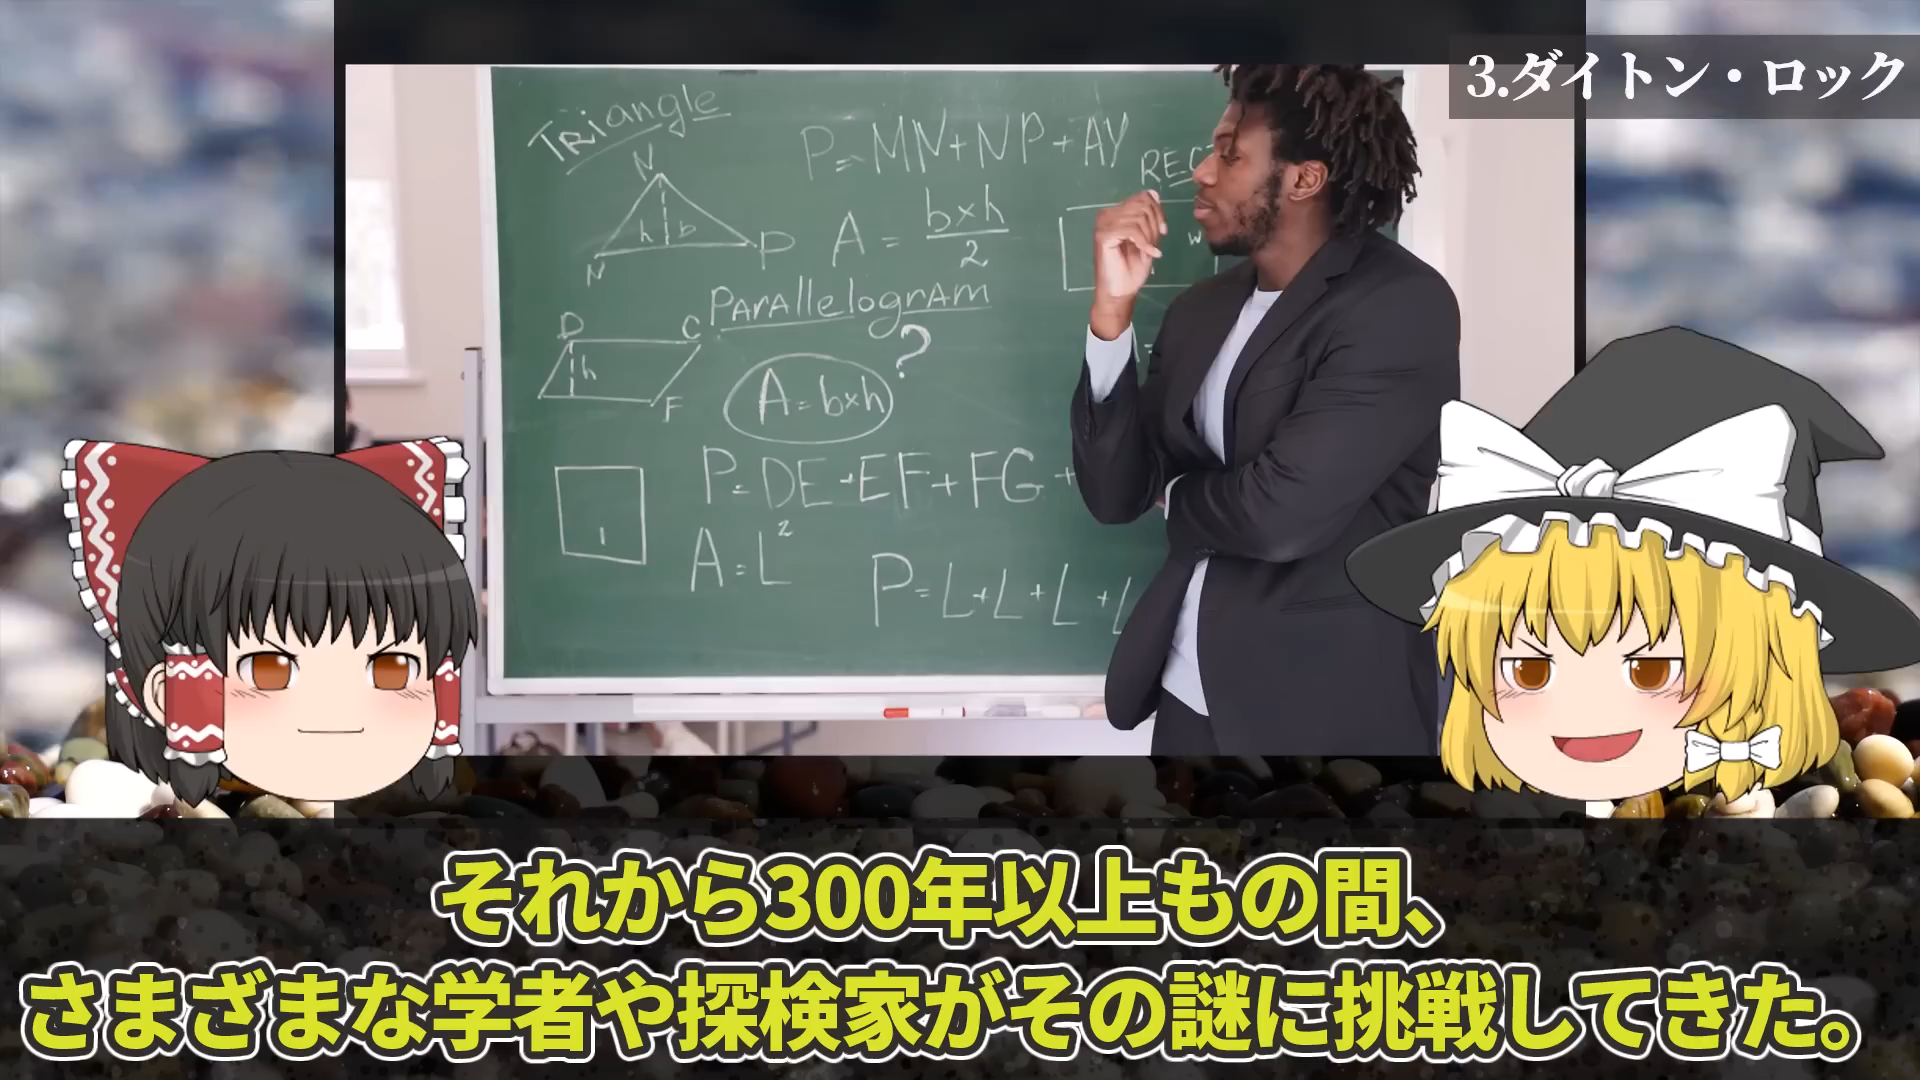 3.ダイトン・ロック
Triangle
N
h b
N P
P=MN+NP+AY
A = bxh
2
REC
w
Parallelogram
D C
h
F
A=bxh ?
P=DE+EF+FG+
A=L²
P=L+L+L+L
それから300年以上もの間、
さまざまな学者や探検家がその謎に挑戦してきた。